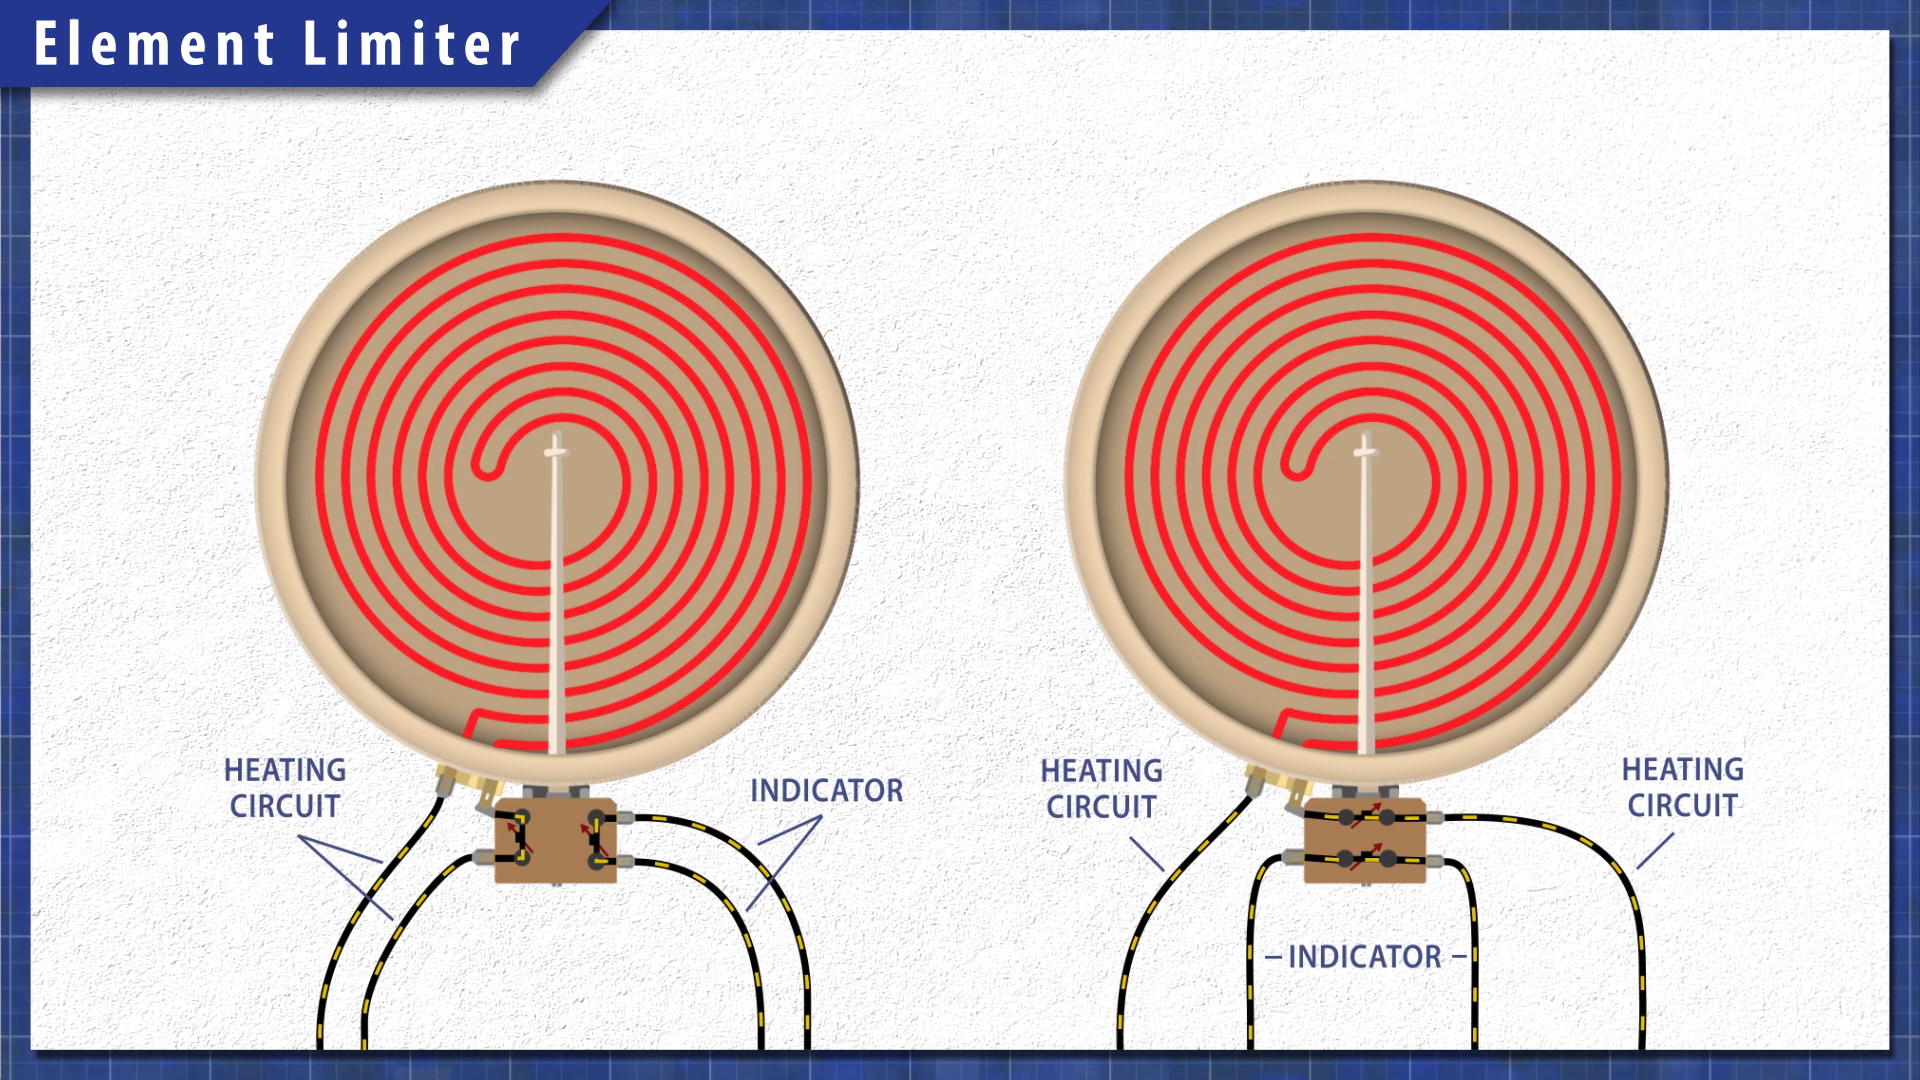 Element Limiter
HEATING
CIRCUIT
INDICATOR
HEATING
CIRCUIT
HEATING
CIRCUIT
INDICATOR